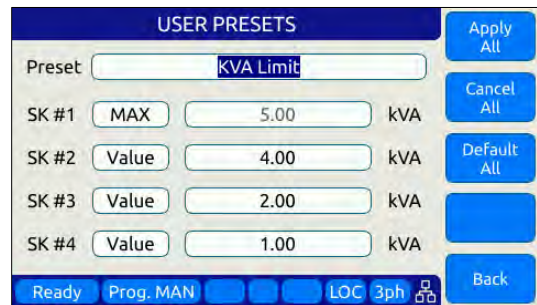 USER PRESETS
Preset KVA Limit
SK #1 MAX 5.00 kVA
SK #2 Value 4.00 kVA
SK #3 Value 2.00 kVA
SK #4 Value 1.00 kVA
Ready Prog. MAN LOC 3ph
Apply
All
Cancel
All
Default
All
Back